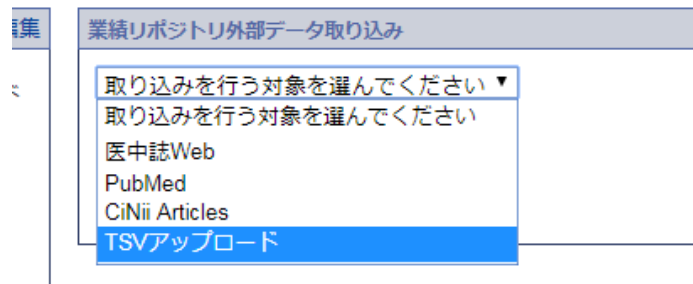 集
業績リポジトリ外部データ取り込み
取り込みを行う対象を選んでください▼
取り込みを行う対象を選んでください
医中誌Web
PubMed
CiNii Articles
TSVアップロード